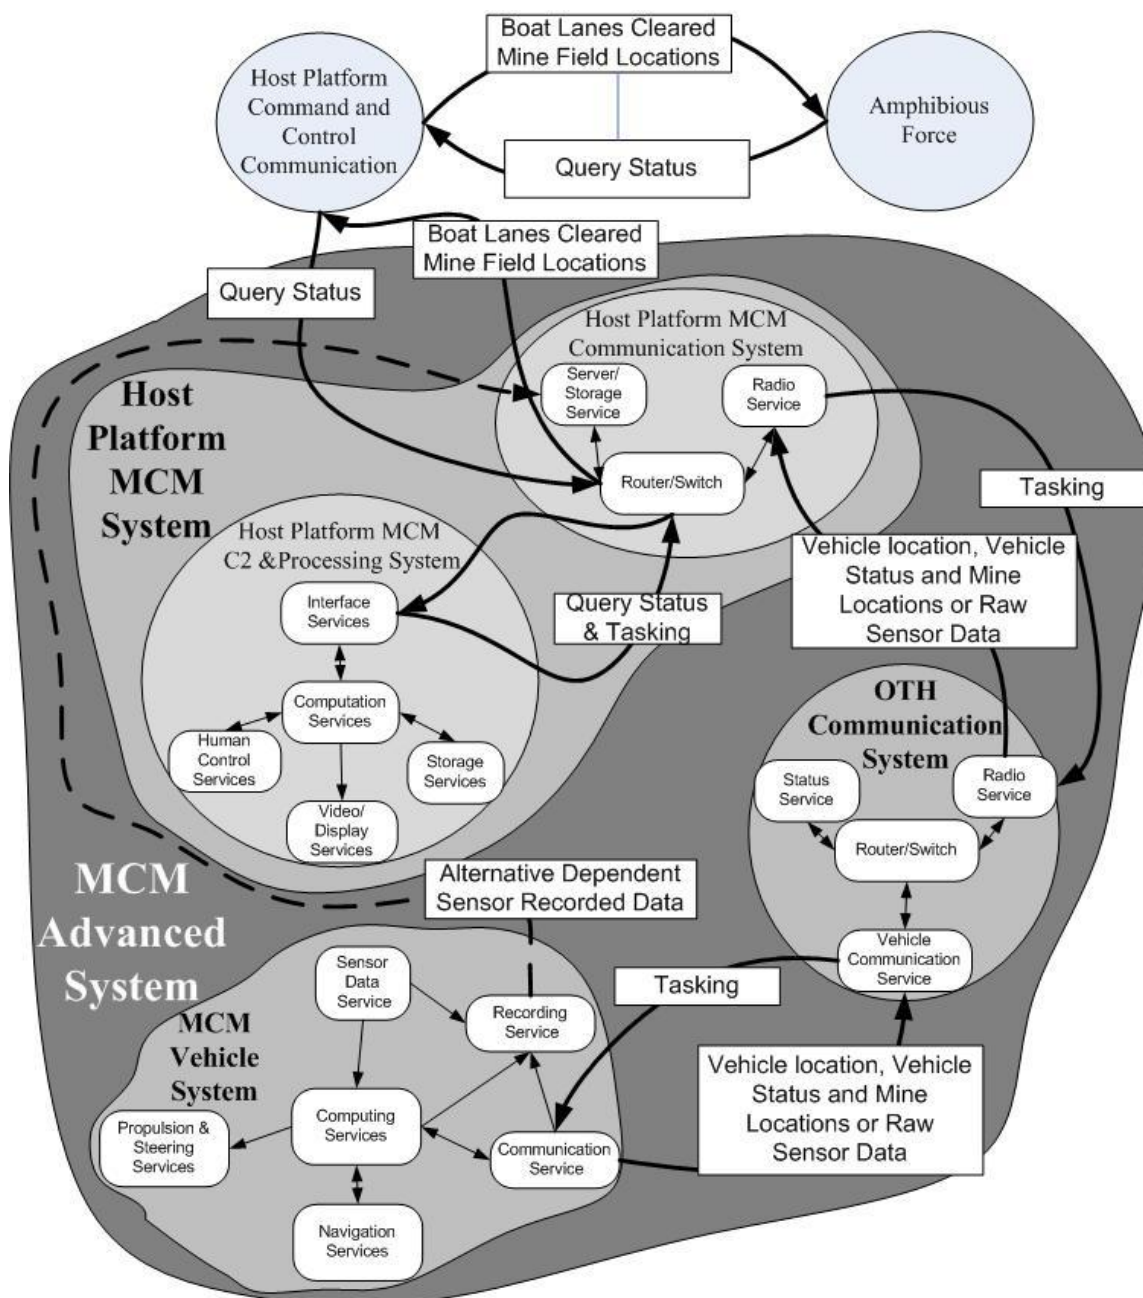 Boat Lanes Cleared
Mine Field Locations
Host Platform
Command and
Control
Communication
Amphibious
Force
Query Status
Boat Lanes Cleared
Mine Field Locations
Query Status
Host Platform MCM
Communication System
Server/
Storage
Service
Radio
Service
Router/Switch
Host
Platform
MCM
System
Tasking
Host Platform MCM
C2 &Processing System
Interface
Services
Query Status
& Tasking
Vehicle location, Vehicle
Status and Mine
Locations or Raw
Sensor Data
Computation
Services
Human
Control
Services
Storage
Services
Video/
Display
Services
OTH
Communication
System
Status
Service
Radio
Service
Router/Switch
Vehicle
Communication
Service
MCM
Advanced
System
Alternative Dependent
Sensor Recorded Data
Tasking
Sensor
Data
Service
Recording
Service
MCM
Vehicle
System
Vehicle location, Vehicle
Status and Mine
Locations or Raw
Sensor Data
Propulsion &
Steering
Services
Computing
Services
Communication
Service
Navigation
Services